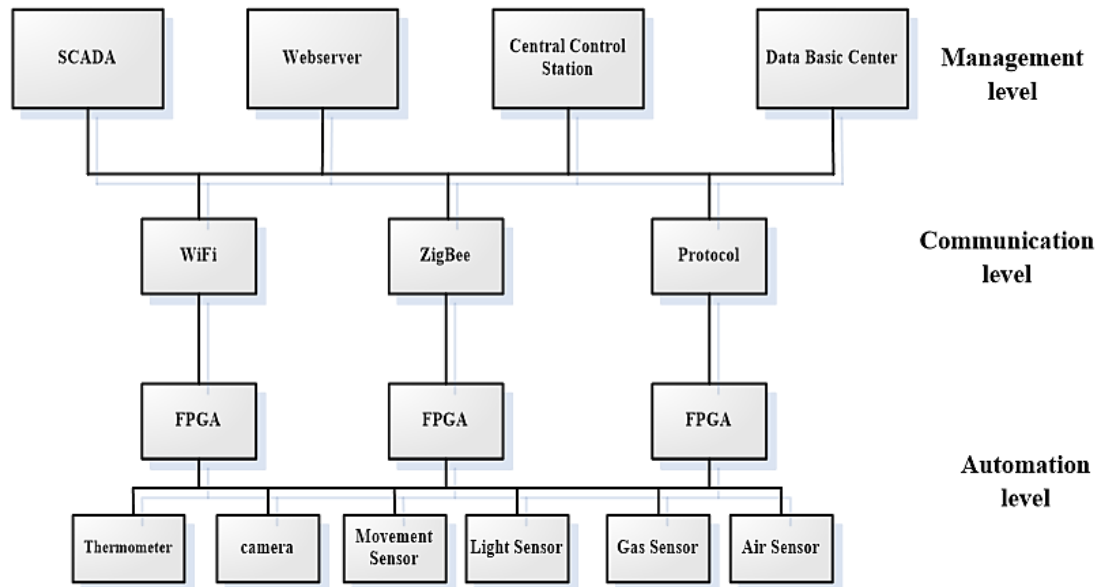 SCADA
Webserver
Central Control
Station
Data Basic Center
Management
level
WiFi
ZigBee
Protocol
Communication
level
FPGA
FPGA
FPGA
Automation
level
Thermometer
camera
Movement
Sensor
Light Sensor
Gas Sensor
Air Sensor